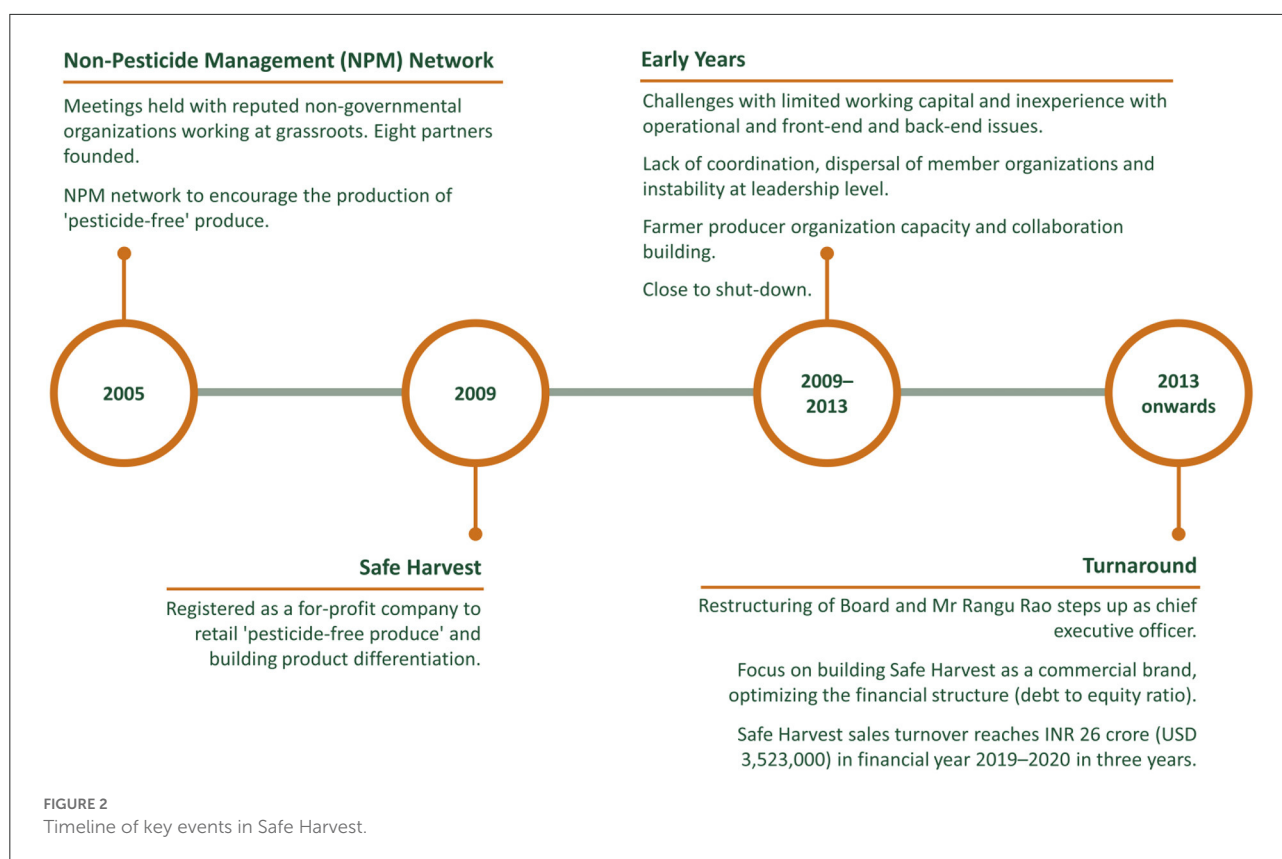 Non-Pesticide Management (NPM) Network
Meetings held with reputed non-governmental
organizations working at grassroots. Eight partners
founded.
NPM network to encourage the production of
'pesticide-free' produce.
Early Years
Challenges with limited working capital and inexperience with
operational and front-end and back-end issues.
Lack of coordination, dispersal of member organizations and
instability at leadership level.
Farmer producer organization capacity and collaboration
building.
Close to shut-down.
2005
2009
2009–
2013
2013
onwards
Safe Harvest
Registered as a for-profit company to
retail 'pesticide-free produce' and
building product differentiation.
Turnaround
Restructuring of Board and Mr Rangu Rao steps up as chief
executive officer.
Focus on building Safe Harvest as a commercial brand,
optimizing the financial structure (debt to equity ratio).
Safe Harvest sales turnover reaches INR 26 crore (USD
3,523,000) in financial year 2019–2020 in three years.
FIGURE 2
Timeline of key events in Safe Harvest.